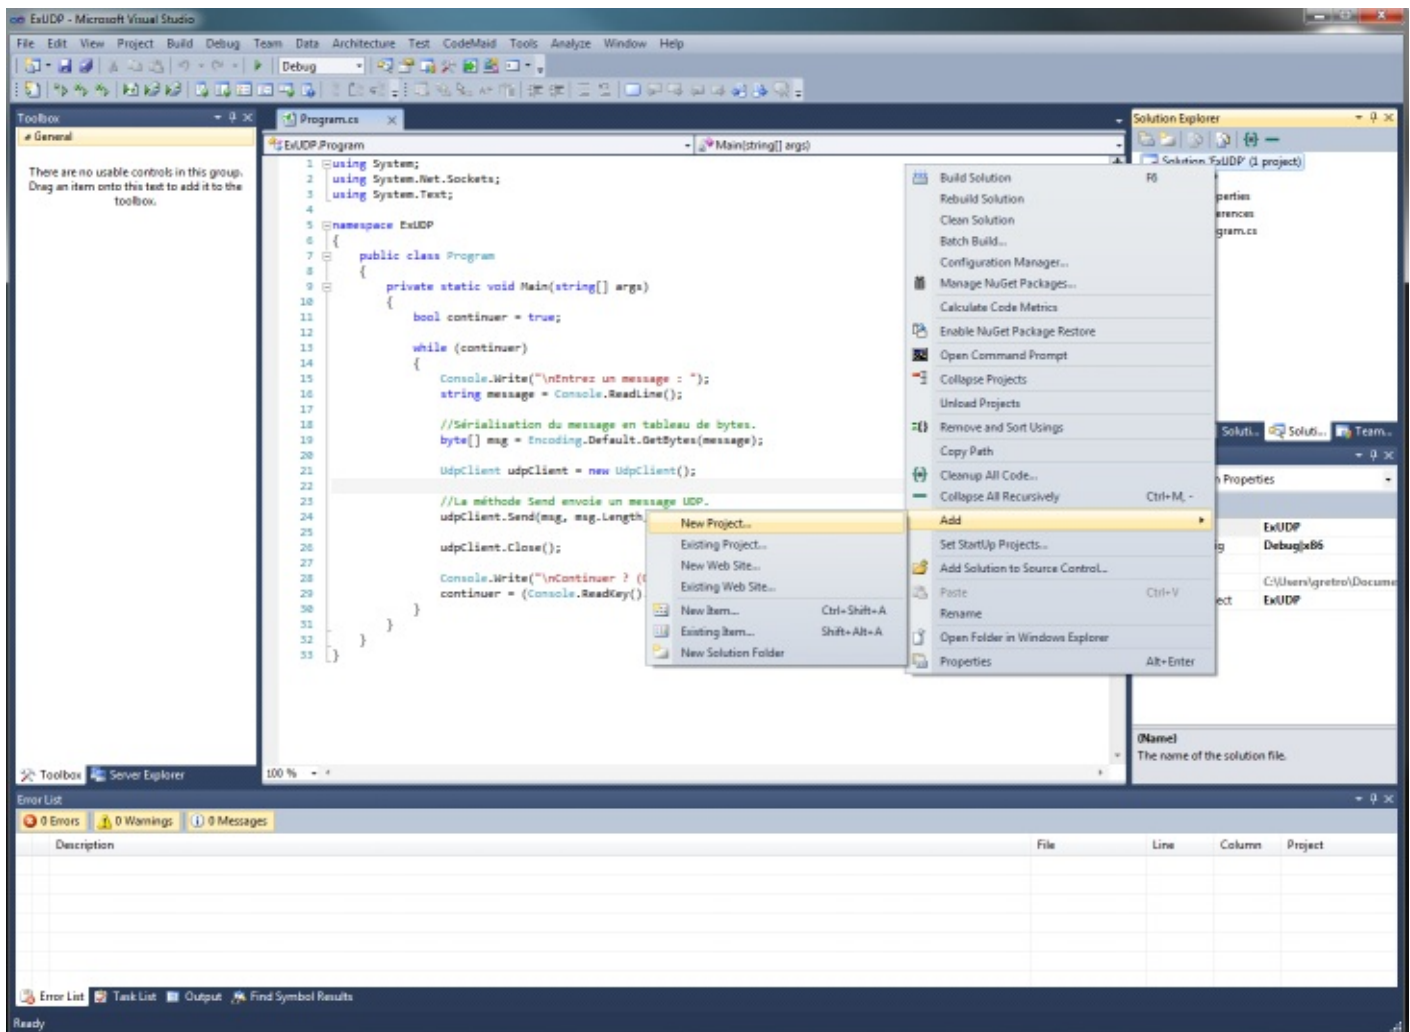 ExUDP - Microsoft Visual Studio
File Edit View Project Build Debug Team Data Architecture Test CodeMaid Tools Analyze Window Help
Debug
Toolbox
General
There are no usable controls in this group. Drag an item onto this text to add it to the toolbox.
Program.cs
ExUDP.Program
Main(string[] args)
1 using System;
2 using System.Net.Sockets;
3 using System.Text;
4
5 namespace ExUDP
6 {
7 public class Program
8 {
9 private static void Main(string[] args)
10 {
11 bool continuer = true;
12
13 while (continuer)
14 {
15 Console.Write("\nEntrez un message : ");
16 string message = Console.ReadLine();
17
18 //Sérialisation du message en tableau de bytes.
19 byte[] msg = Encoding.Default.GetBytes(message);
20
21 UdpClient udpClient = new UdpClient();
22
23 //La méthode Send envoie un message UDP.
24 udpClient.Send(msg, msg.Length,
25
26 udpClient.Close();
27
28 Console.Write("\nContinuer ? (
29 continuer = (Console.ReadKey()
30 }
31 }
32 }
33 }
100 %
Toolbox Server Explorer
Build Solution F6
Rebuild Solution
Clean Solution
Batch Build...
Configuration Manager...
Manage NuGet Packages...
Calculate Code Metrics
Enable NuGet Package Restore
Open Command Prompt
Collapse Projects
Unload Projects
Remove and Sort Usings
Copy Path
Cleanup All Code...
Collapse All Recursively Ctrl+M, -
Add
Set StartUp Projects...
Add Solution to Source Control...
Paste Ctrl+V
Rename
Open Folder in Windows Explorer
Properties Alt+Enter
New Project...
Existing Project...
New Web Site...
Existing Web Site...
New Item... Ctrl+Shift+A
Existing Item... Shift+Alt+A
New Solution Folder
Solution Explorer
Solution 'ExUDP' (1 project)
perties
erences
gram.cs
Soluti... Soluti... Team...
n Properties
ExUDP
ig Debug|x86
C:\Users\gretro\Docume
ect ExUDP
(Name)
The name of the solution file.
Error List
0 Errors 0 Warnings 0 Messages
Description File Line Column Project
Error List Task List Output Find Symbol Results
Ready